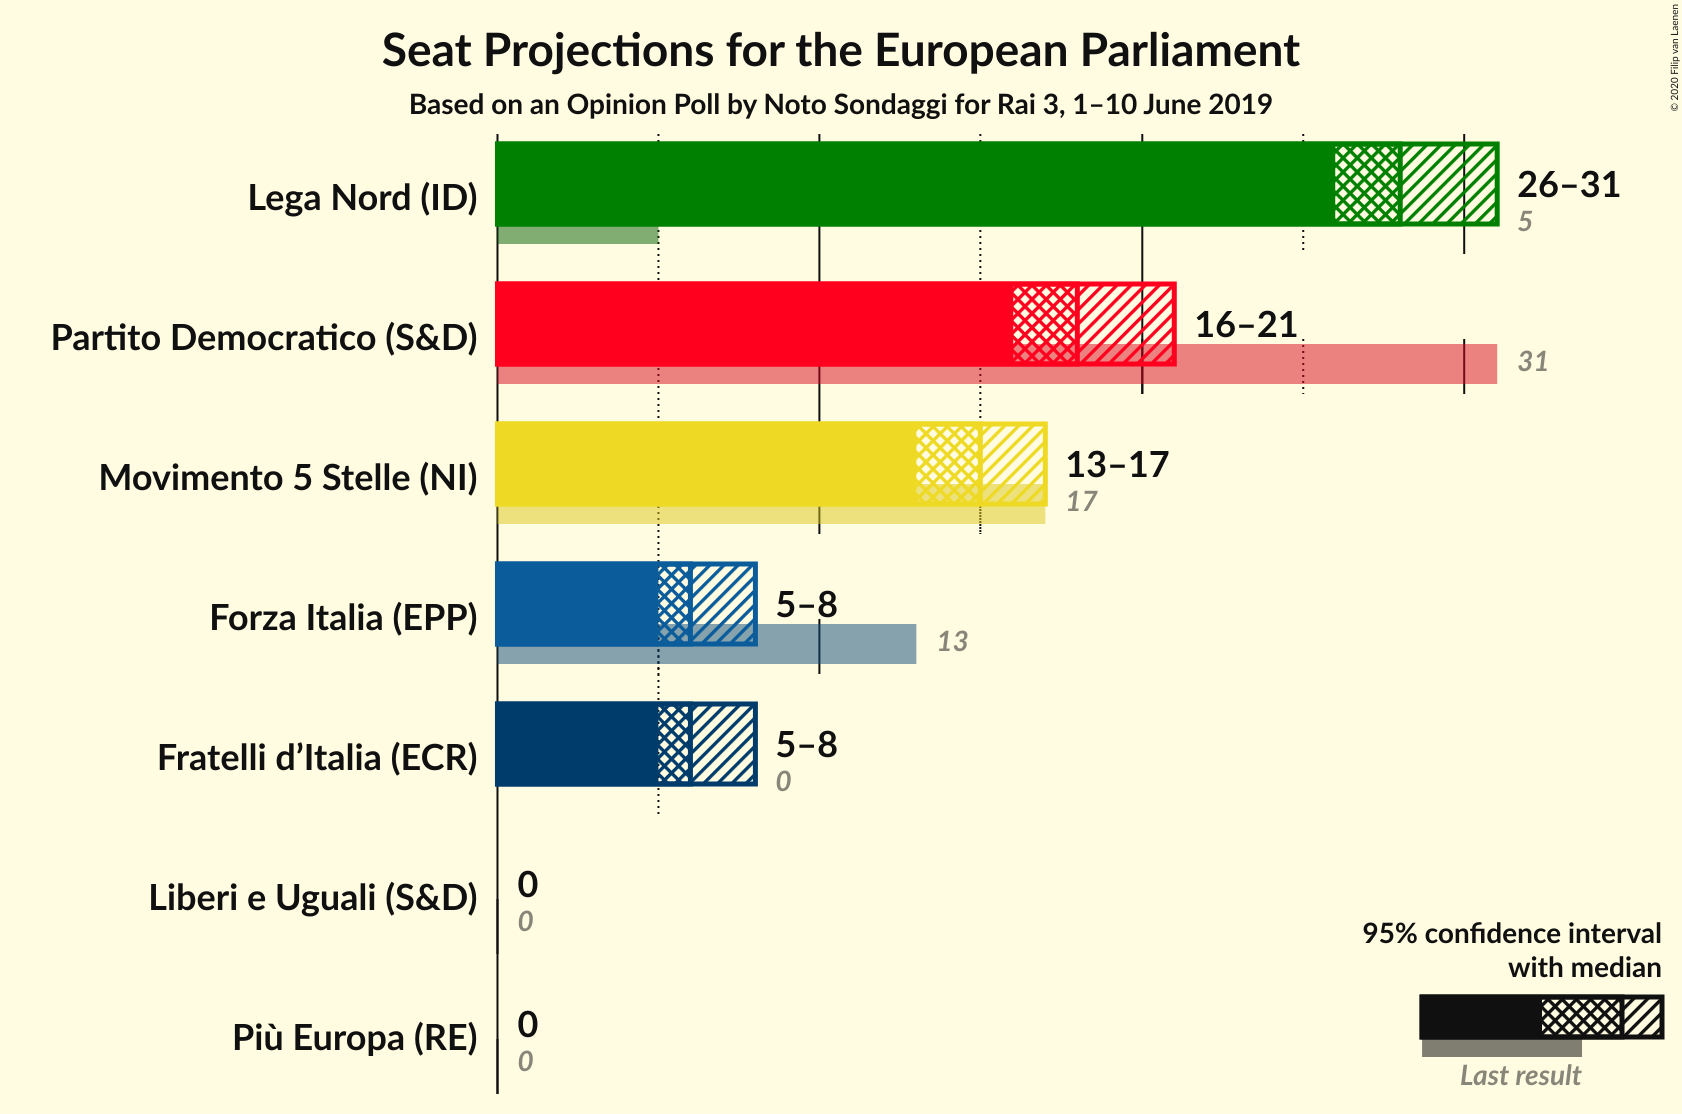 Seat Projections for the European Parliament
Based on an Opinion Poll by Noto Sondaggi for Rai 3, 1–10 June 2019
© 2020 Filip van Laenen
Lega Nord (ID)
26–31
5
Partito Democratico (S&D)
16–21
31
Movimento 5 Stelle (NI)
13–17
17
Forza Italia (EPP)
5–8
13
Fratelli d’Italia (ECR)
5–8
0
Liberi e Uguali (S&D)
0
0
Più Europa (RE)
0
0
95% confidence interval
with median
Last result